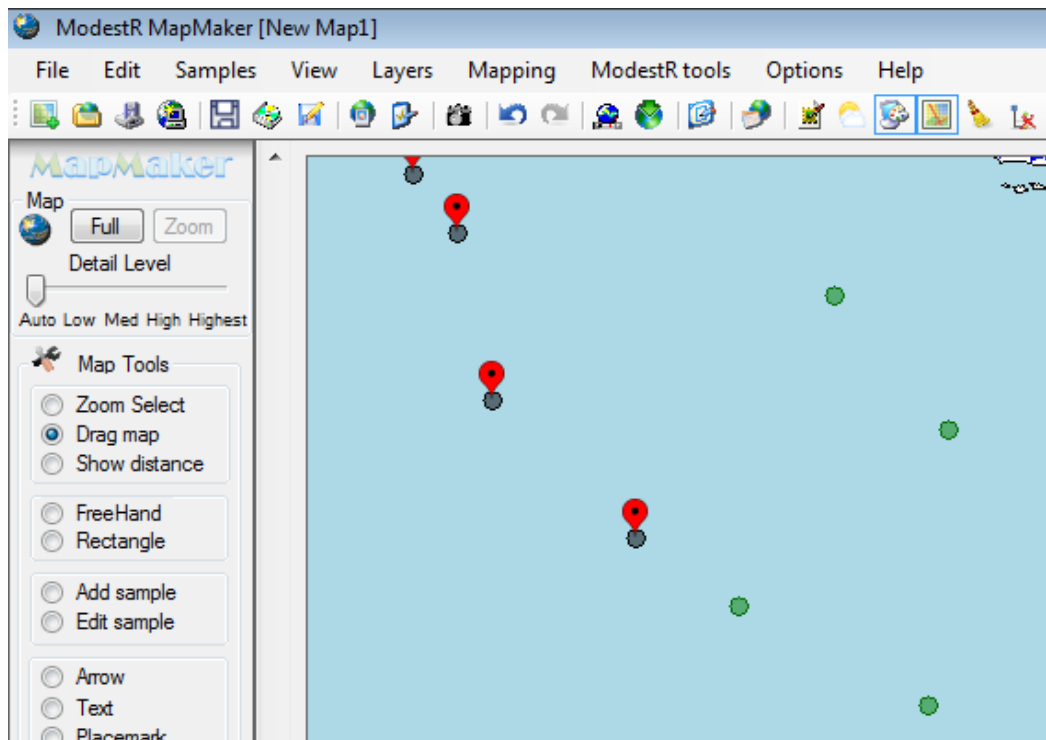 ModestR MapMaker [New Map1]
File Edit Samples View Layers Mapping ModestR tools Options Help
MapMaker
Map
Full Zoom
Detail Level
Auto Low Med High Highest
Map Tools
Zoom Select
Drag map
Show distance
FreeHand
Rectangle
Add sample
Edit sample
Arrow
Text
Placemark